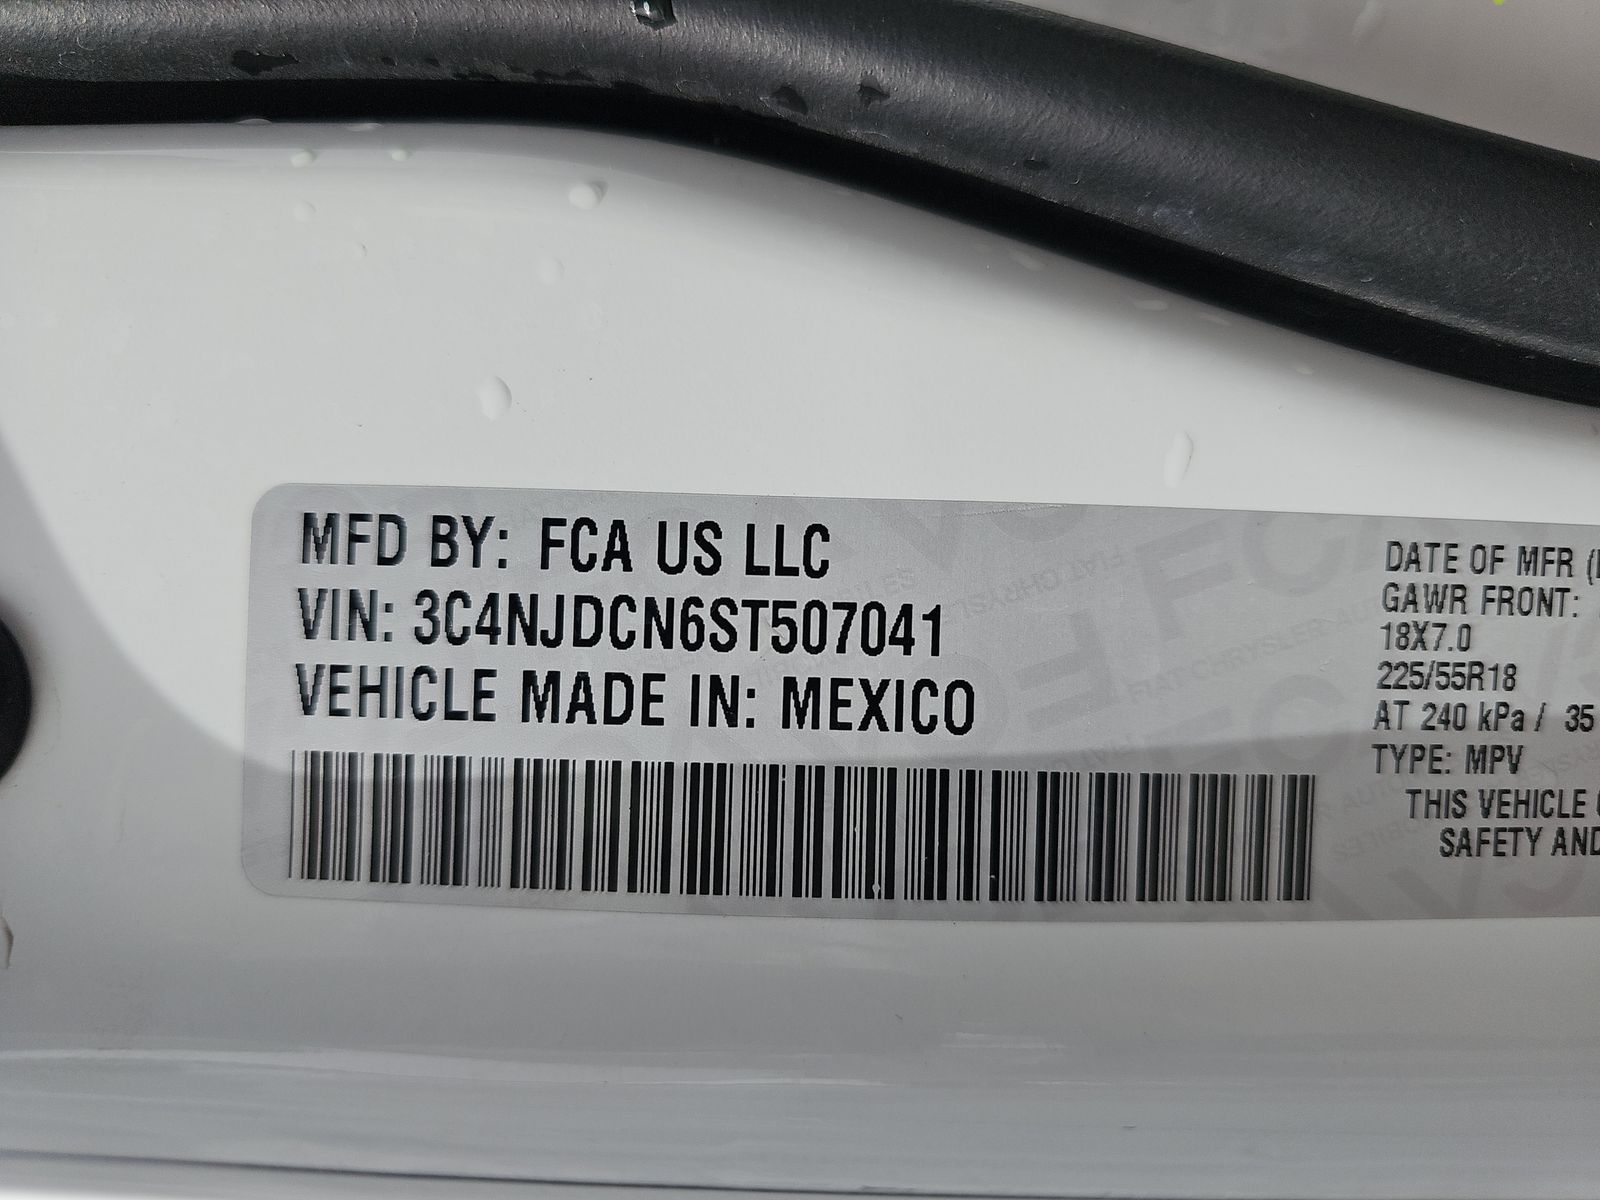 MFD BY: FCA US LLC
VIN: 3C4NJDCN6ST507041
VEHICLE MADE IN: MEXICO
DATE OF MFR (
GAWR FRONT:
18X7.0
225/55R18
AT 240 kPa / 35
TYPE: MPV
THIS VEHICLE
SAFETY AND